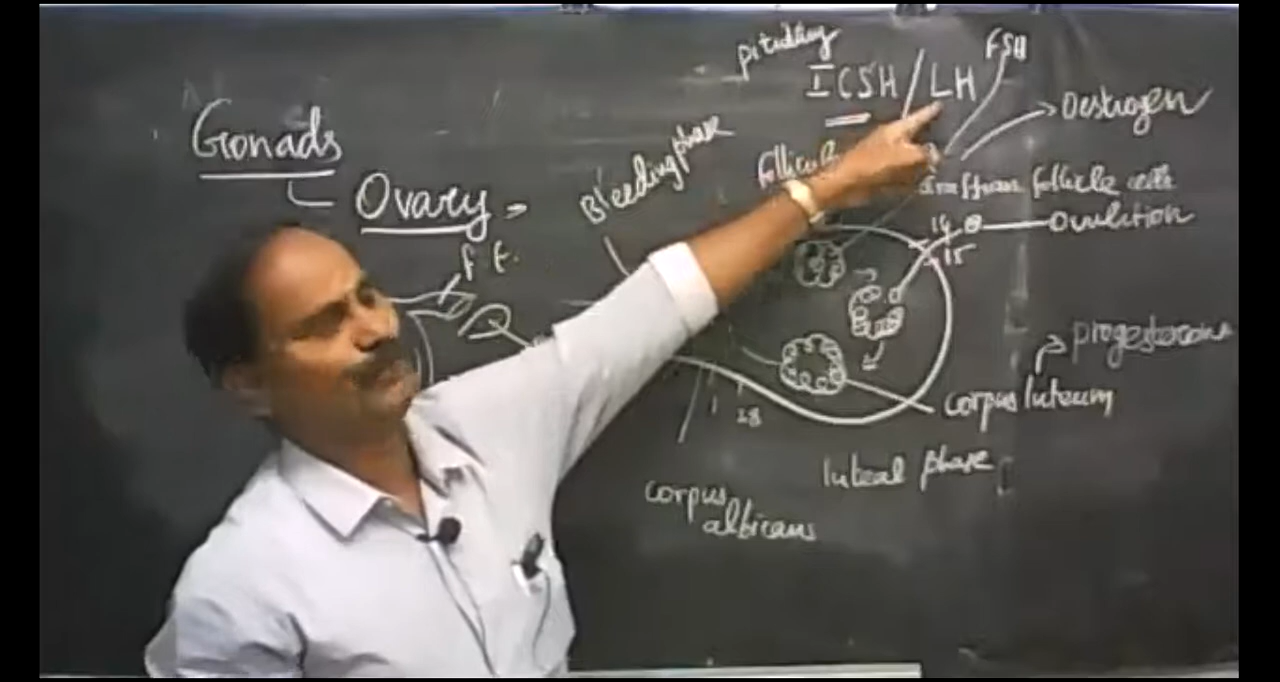 pituitary
ICSH/LH
FSH
Oestrogen
Gonads
Bleeding phase
Ovary
F.t.
follicle cells
14
15
Ovulation
progesterone
corpus luteum
1
28
luteal phase
corpus
albicans